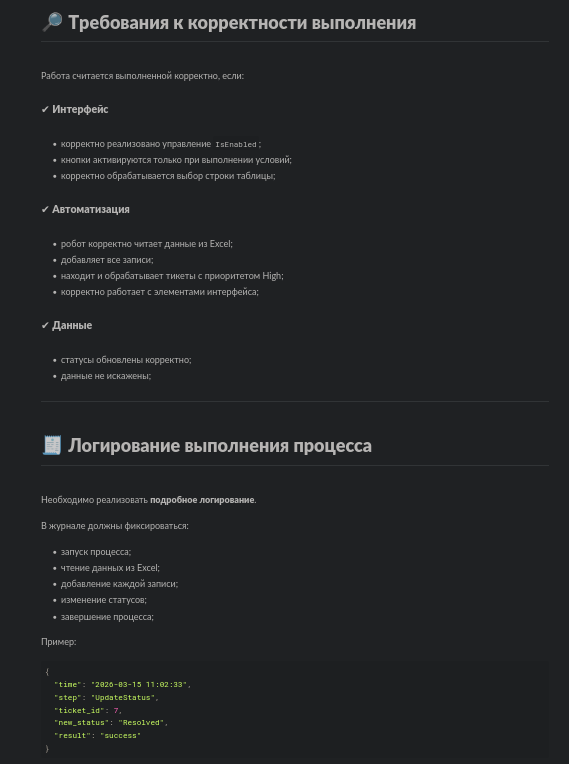 🔎 Требования к корректности выполнения
Работа считается выполненной корректно, если:
✔ Интерфейс
• корректно реализовано управление IsEnabled;
• кнопки активируются только при выполнении условий;
• корректно обрабатывается выбор строки таблицы;
✔ Автоматизация
• робот корректно читает данные из Excel;
• добавляет все записи;
• находит и обрабатывает тикеты с приоритетом High;
• корректно работает с элементами интерфейса;
✔ Данные
• статусы обновлены корректно;
• данные не искажены;
🧾 Логирование выполнения процесса
Необходимо реализовать подробное логирование.
В журнале должны фиксироваться:
• запуск процесса;
• чтение данных из Excel;
• добавление каждой записи;
• изменение статусов;
• завершение процесса;
Пример:
{
"time": "2026-03-15 11:02:33",
"step": "UpdateStatus",
"ticket_id": 7,
"new_status": "Resolved",
"result": "success"
}